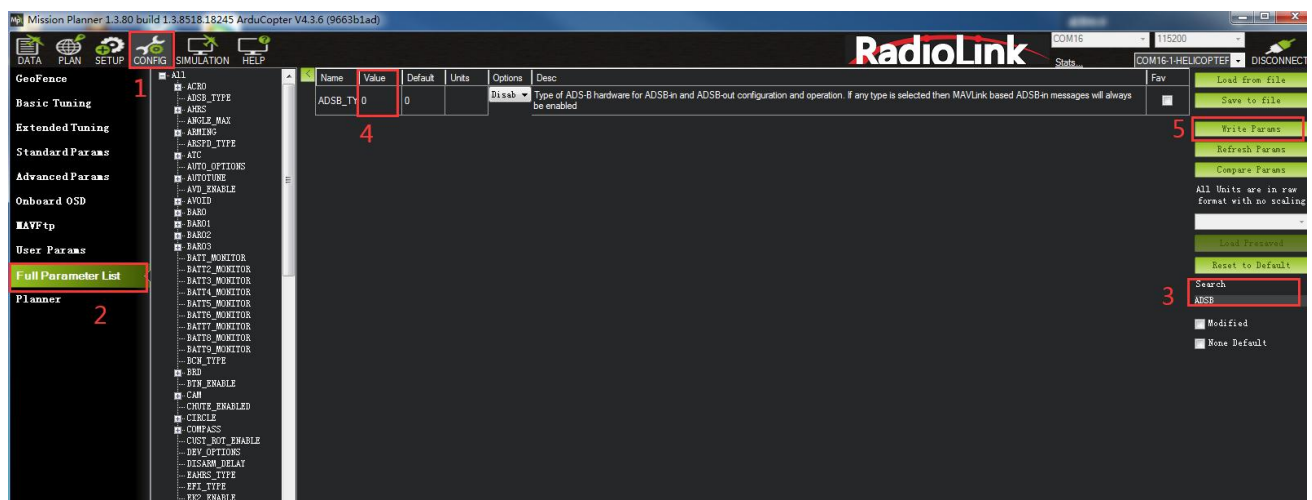 Mission Planner 1.3.80 build 1.3.8518.18245 ArduCopter V4.3.6 (9663b1ad)
DATA PLAN SETUP CONFIG SIMULATION HELP
RadioLink
COM16 115200
Stats...
COM16-1-HELICOPTER DISCONNECT
1
GeoFence
Basic Tuning
Extended Tuning
Standard Params
Advanced Params
Onboard OSD
MAVFtp
User Params
Full Parameter List
Planner
2
All
ACRO
ADSB_TYPE
AHRS
ANGLE_MAX
ARMING
ARSPD_TYPE
ATC
AUTO_OPTIONS
AUTOTUNE
AVD_ENABLE
AVOID
BARO
BARO1
BARO2
BARO3
BATT_MONITOR
BATT2_MONITOR
BATT3_MONITOR
BATT4_MONITOR
BATT5_MONITOR
BATT6_MONITOR
BATT7_MONITOR
BATT8_MONITOR
BATT9_MONITOR
BCN_TYPE
BRD
BTN_ENABLE
CAM
CHUTE_ENABLED
CIRCLE
COMPASS
CUST_ROT_ENABLE
DEV_OPTIONS
DISARM_DELAY
EAHRS_TYPE
EFI_TYPE
EK2_ENABLE
Name Value Default Units Options Desc Fav
ADSB_TY 0 0 Disab Type of ADS-B hardware for ADSB-in and ADSB-out configuration and operation. If any type is selected then MAVLink based ADSB-in messages will always
be enabled
4
Load from file
Save to file
5
Write Params
Refresh Params
Compare Params
All Units are in raw
format with no scaling
Load Presaved
Reset to Default
Search
3
ADSB
Modified
None Default